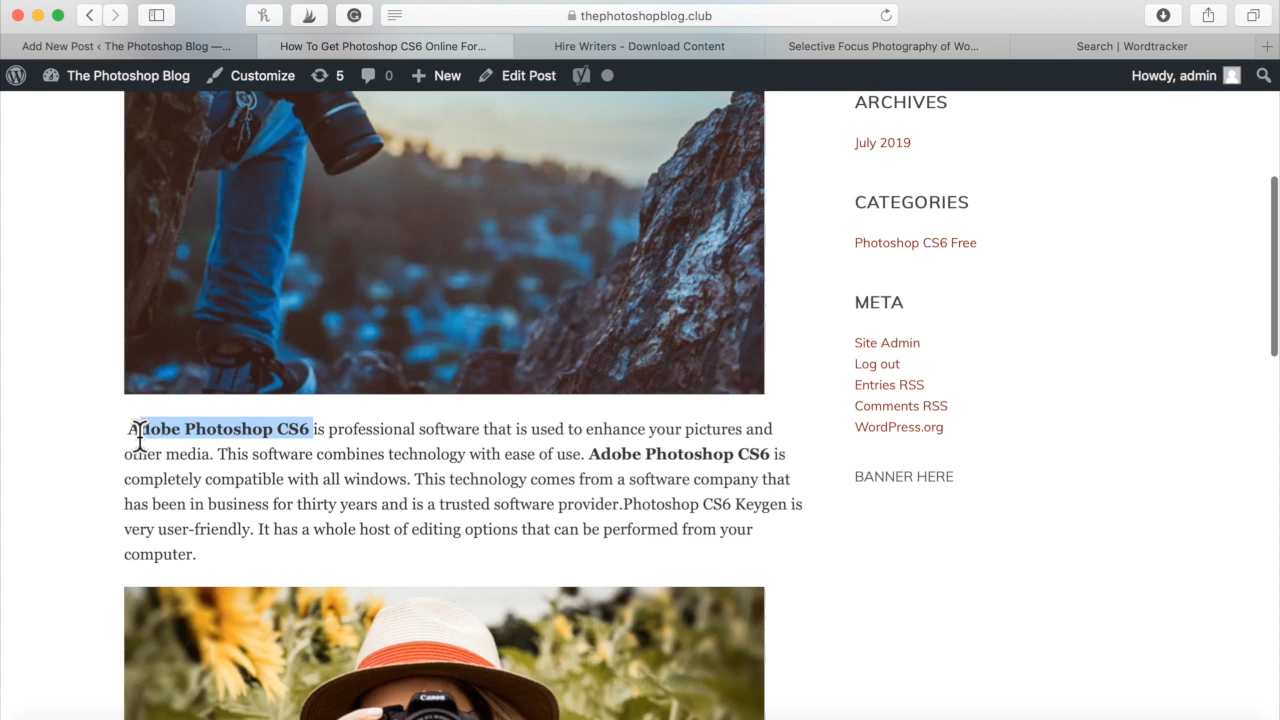 thephotoshopblog.club
Add New Post ‹ The Photoshop Blog —...
How To Get Photoshop CS6 Online For...
Hire Writers - Download Content
Selective Focus Photography of Wo...
Search | Wordtracker
The Photoshop Blog
Customize
5
0
New
Edit Post
Howdy, admin
ARCHIVES
July 2019
CATEGORIES
Photoshop CS6 Free
META
Site Admin
Log out
Entries RSS
Comments RSS
WordPress.org
BANNER HERE
Adobe Photoshop CS6 is professional software that is used to enhance your pictures and
other media. This software combines technology with ease of use. Adobe Photoshop CS6 is
completely compatible with all windows. This technology comes from a software company that
has been in business for thirty years and is a trusted software provider.Photoshop CS6 Keygen is
very user-friendly. It has a whole host of editing options that can be performed from your
computer.
Canon